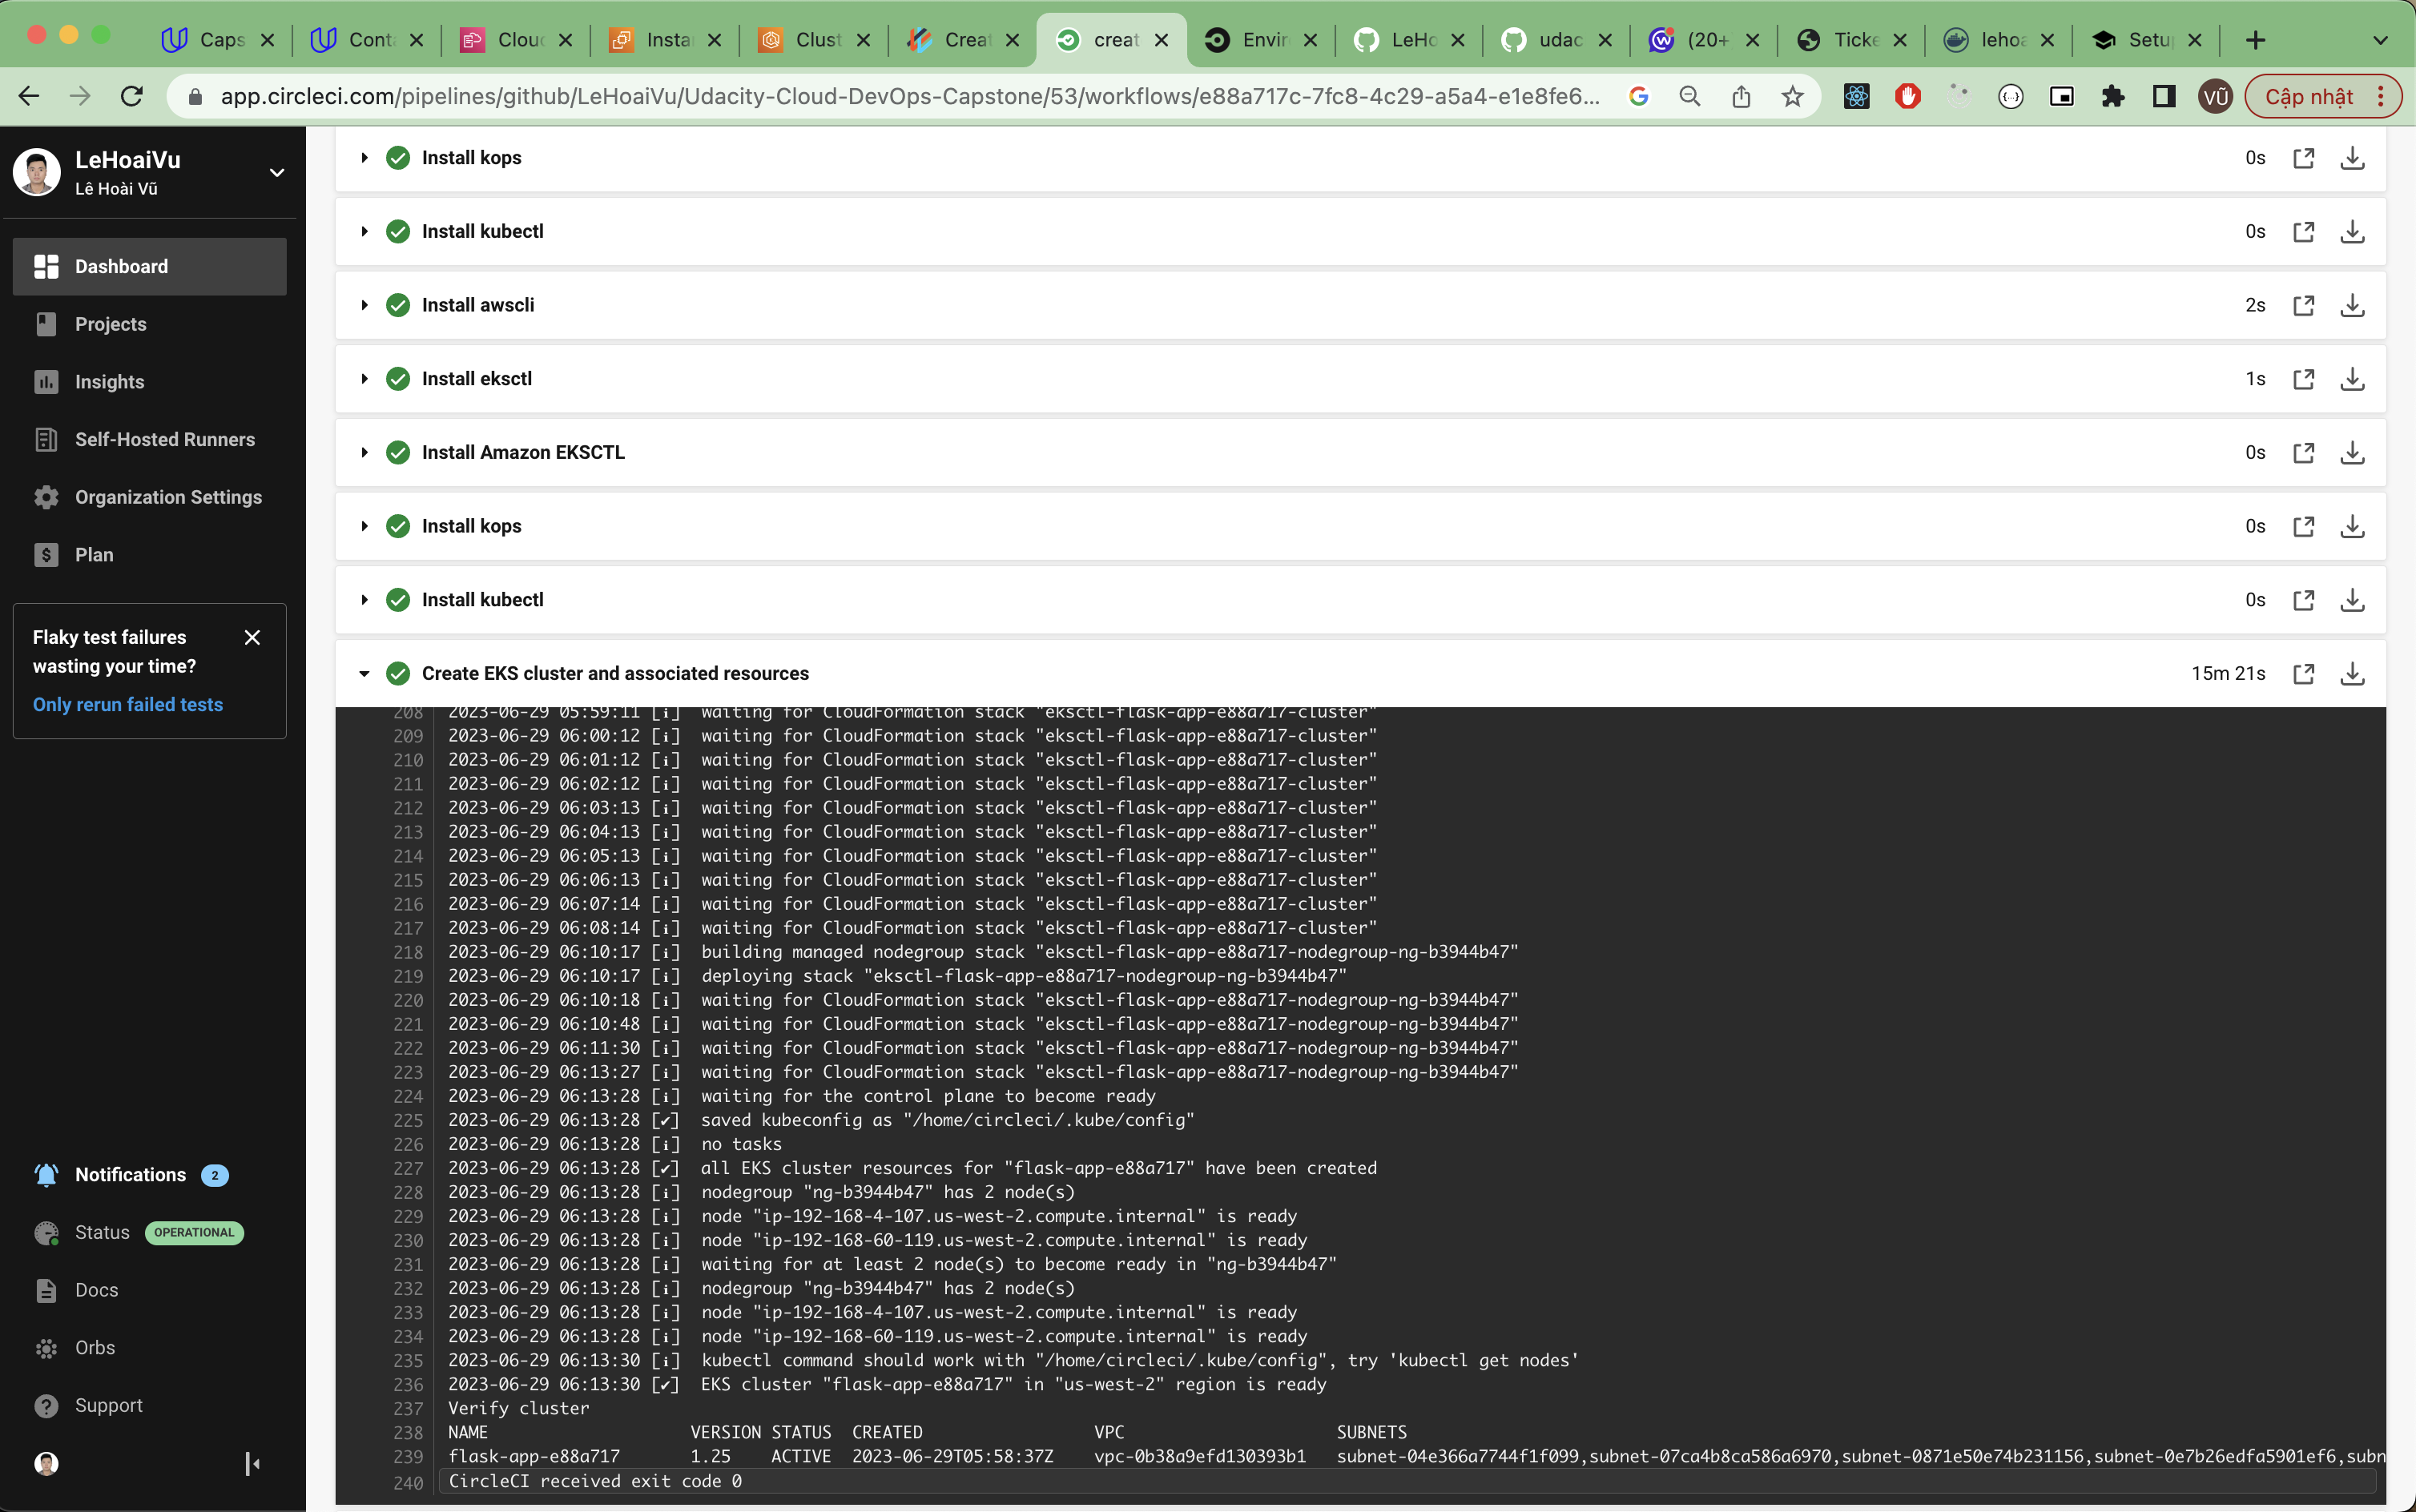 Caps
Conta
Clou
Instar
Clust
Creat
creat
Envir
LeHo
udac
(20+
Ticke
leho
Setu
app.circleci.com/pipelines/github/LeHoaiVu/Udacity-Cloud-DevOps-Capstone/53/workflows/e88a717c-7fc8-4c29-a5a4-e1e8fe6...
VŨ
Cập nhật
LeHoaiVu
Lê Hoài Vũ
Dashboard
Projects
Insights
Self-Hosted Runners
Organization Settings
Plan
Flaky test failures
wasting your time?
Only rerun failed tests
Notifications 2
Status OPERATIONAL
Docs
Orbs
Support
Install kops 0s
Install kubectl 0s
Install awscli 2s
Install eksctl 1s
Install Amazon EKSCTL 0s
Install kops 0s
Install kubectl 0s
Create EKS cluster and associated resources 15m 21s
208 2023-06-29 05:59:11 [ℹ]  waiting for CloudFormation stack "eksctl-flask-app-e88a717-cluster"
209 2023-06-29 06:00:12 [ℹ]  waiting for CloudFormation stack "eksctl-flask-app-e88a717-cluster"
210 2023-06-29 06:01:12 [ℹ]  waiting for CloudFormation stack "eksctl-flask-app-e88a717-cluster"
211 2023-06-29 06:02:12 [ℹ]  waiting for CloudFormation stack "eksctl-flask-app-e88a717-cluster"
212 2023-06-29 06:03:13 [ℹ]  waiting for CloudFormation stack "eksctl-flask-app-e88a717-cluster"
213 2023-06-29 06:04:13 [ℹ]  waiting for CloudFormation stack "eksctl-flask-app-e88a717-cluster"
214 2023-06-29 06:05:13 [ℹ]  waiting for CloudFormation stack "eksctl-flask-app-e88a717-cluster"
215 2023-06-29 06:06:13 [ℹ]  waiting for CloudFormation stack "eksctl-flask-app-e88a717-cluster"
216 2023-06-29 06:07:14 [ℹ]  waiting for CloudFormation stack "eksctl-flask-app-e88a717-cluster"
217 2023-06-29 06:08:14 [ℹ]  waiting for CloudFormation stack "eksctl-flask-app-e88a717-cluster"
218 2023-06-29 06:10:17 [ℹ]  building managed nodegroup stack "eksctl-flask-app-e88a717-nodegroup-ng-b3944b47"
219 2023-06-29 06:10:17 [ℹ]  deploying stack "eksctl-flask-app-e88a717-nodegroup-ng-b3944b47"
220 2023-06-29 06:10:18 [ℹ]  waiting for CloudFormation stack "eksctl-flask-app-e88a717-nodegroup-ng-b3944b47"
221 2023-06-29 06:10:48 [ℹ]  waiting for CloudFormation stack "eksctl-flask-app-e88a717-nodegroup-ng-b3944b47"
222 2023-06-29 06:11:30 [ℹ]  waiting for CloudFormation stack "eksctl-flask-app-e88a717-nodegroup-ng-b3944b47"
223 2023-06-29 06:13:27 [ℹ]  waiting for CloudFormation stack "eksctl-flask-app-e88a717-nodegroup-ng-b3944b47"
224 2023-06-29 06:13:28 [ℹ]  waiting for the control plane to become ready
225 2023-06-29 06:13:28 [✔]  saved kubeconfig as "/home/circleci/.kube/config"
226 2023-06-29 06:13:28 [ℹ]  no tasks
227 2023-06-29 06:13:28 [✔]  all EKS cluster resources for "flask-app-e88a717" have been created
228 2023-06-29 06:13:28 [ℹ]  nodegroup "ng-b3944b47" has 2 node(s)
229 2023-06-29 06:13:28 [ℹ]  node "ip-192-168-4-107.us-west-2.compute.internal" is ready
230 2023-06-29 06:13:28 [ℹ]  node "ip-192-168-60-119.us-west-2.compute.internal" is ready
231 2023-06-29 06:13:28 [ℹ]  waiting for at least 2 node(s) to become ready in "ng-b3944b47"
232 2023-06-29 06:13:28 [ℹ]  nodegroup "ng-b3944b47" has 2 node(s)
233 2023-06-29 06:13:28 [ℹ]  node "ip-192-168-4-107.us-west-2.compute.internal" is ready
234 2023-06-29 06:13:28 [ℹ]  node "ip-192-168-60-119.us-west-2.compute.internal" is ready
235 2023-06-29 06:13:30 [ℹ]  kubectl command should work with "/home/circleci/.kube/config", try 'kubectl get nodes'
236 2023-06-29 06:13:30 [✔]  EKS cluster "flask-app-e88a717" in "us-west-2" region is ready
237 Verify cluster
238 NAME VERSION STATUS CREATED VPC SUBNETS
239 flask-app-e88a717 1.25 ACTIVE 2023-06-29T05:58:37Z vpc-0b38a9efd130393b1 subnet-04e366a7744f1f099,subnet-07ca4b8ca586a6970,subnet-0871e50e74b231156,subnet-0e7b26edfa5901ef6,subn
240 CircleCI received exit code 0